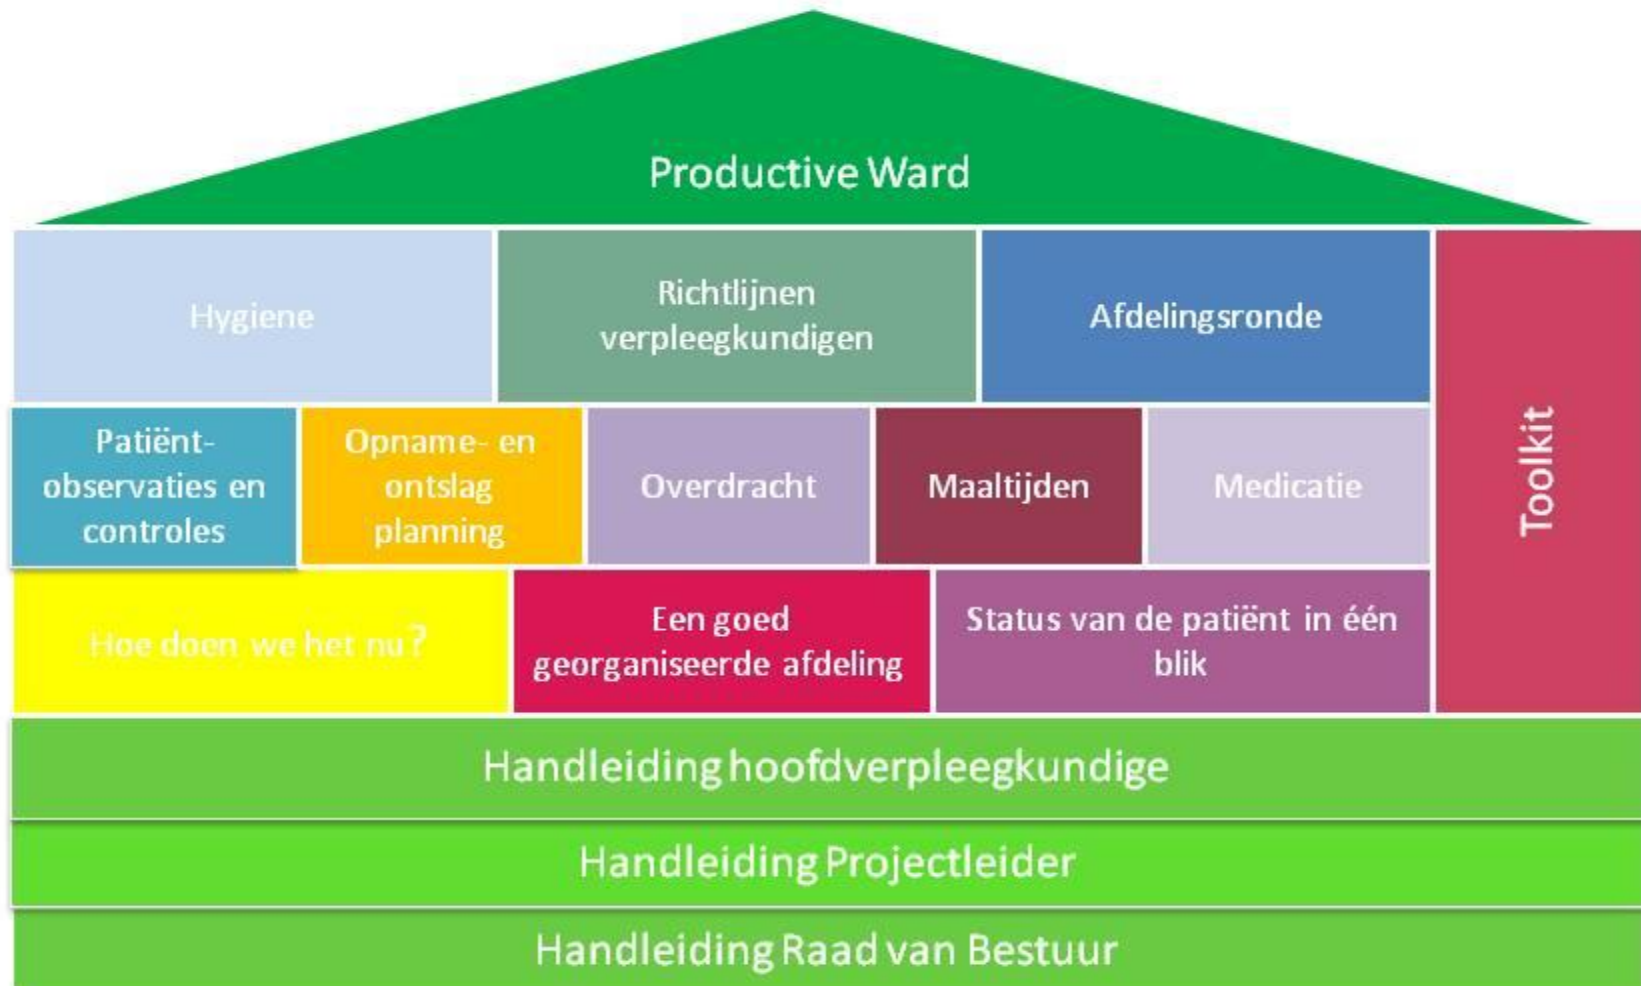 Productive Ward
Hygiene
Richtlijnen
verpleegkundigen
Afdelingsronde
Toolkit
Patiënt-
observaties en
controles
Opname- en
ontslag
planning
Overdracht
Maaltijden
Medicatie
Hoe doen we het nu?
Een goed
georganiseerde afdeling
Status van de patiënt in één
blik
Handleiding hoofdverpleegkundige
Handleiding Projectleider
Handleiding Raad van Bestuur